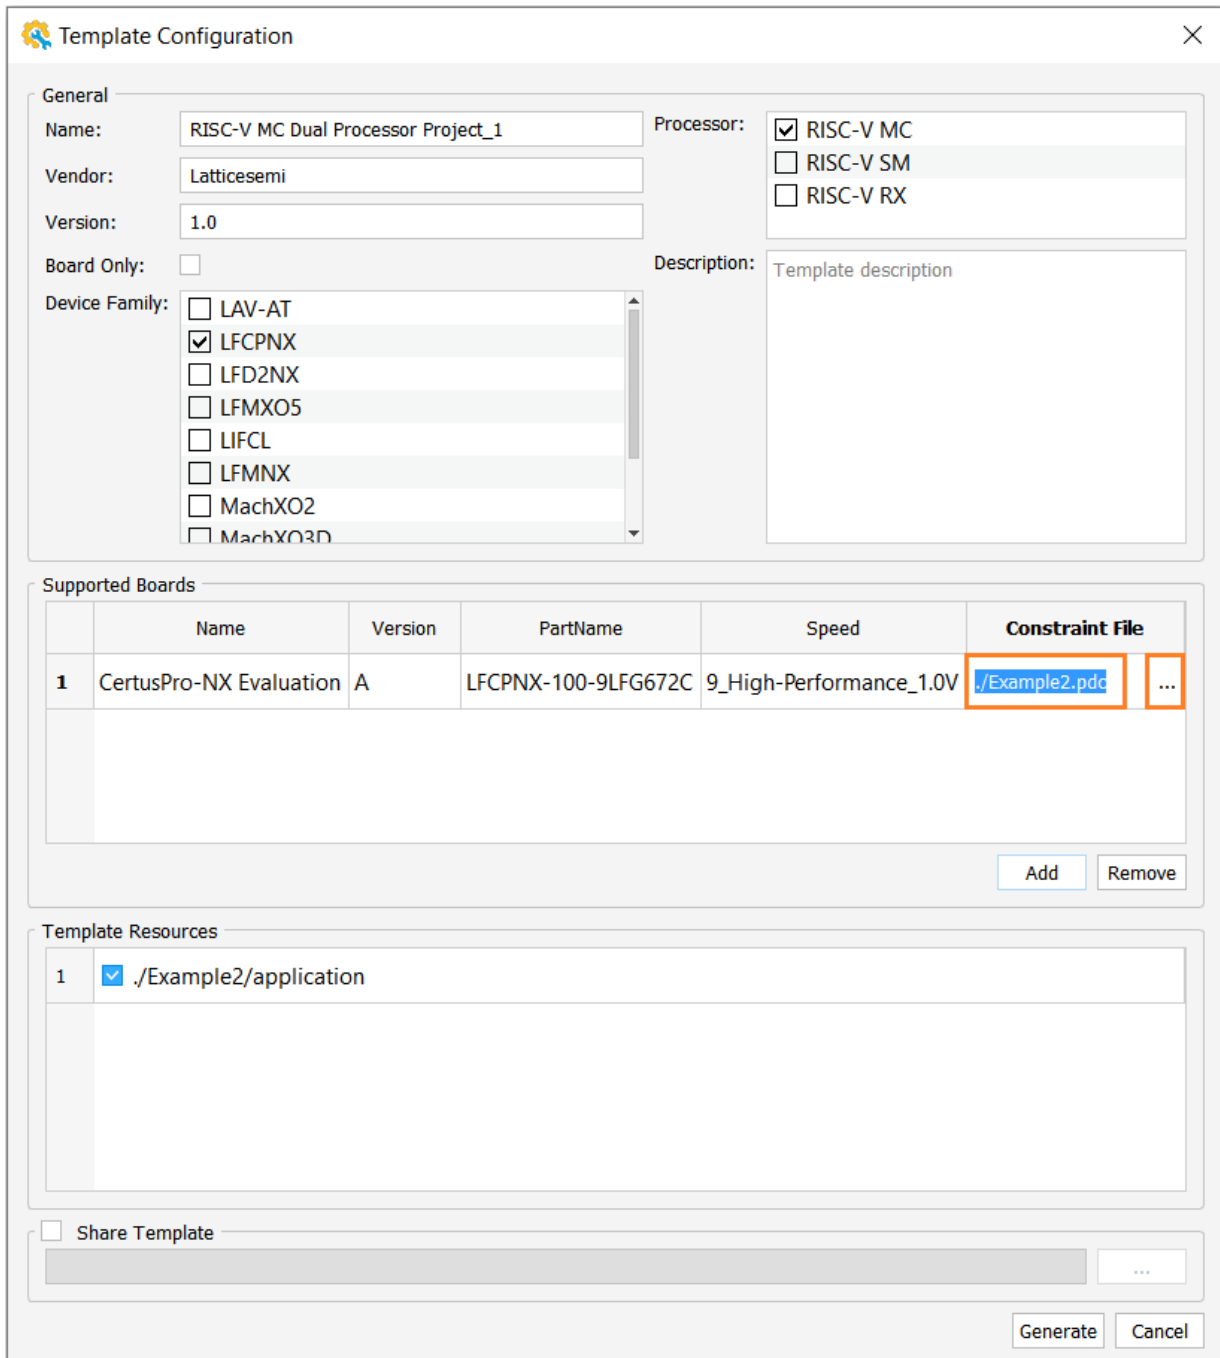 Template Configuration
General
Name: RISC-V MC Dual Processor Project_1
Vendor: Latticesemi
Version: 1.0
Board Only:
Device Family:
LAV-AT
LFCPNX
LFD2NX
LFMXO5
LIFCL
LFMNX
MachXO2
MachXO3D
Processor:
RISC-V MC
RISC-V SM
RISC-V RX
Description: Template description
Supported Boards
Name Version PartName Speed Constraint File
1 CertusPro-NX Evaluation A LFCPNX-100-9LFG672C 9_High-Performance_1.0V ./Example2.pdc ...
Add Remove
Template Resources
1 ./Example2/application
Share Template
...
Generate Cancel